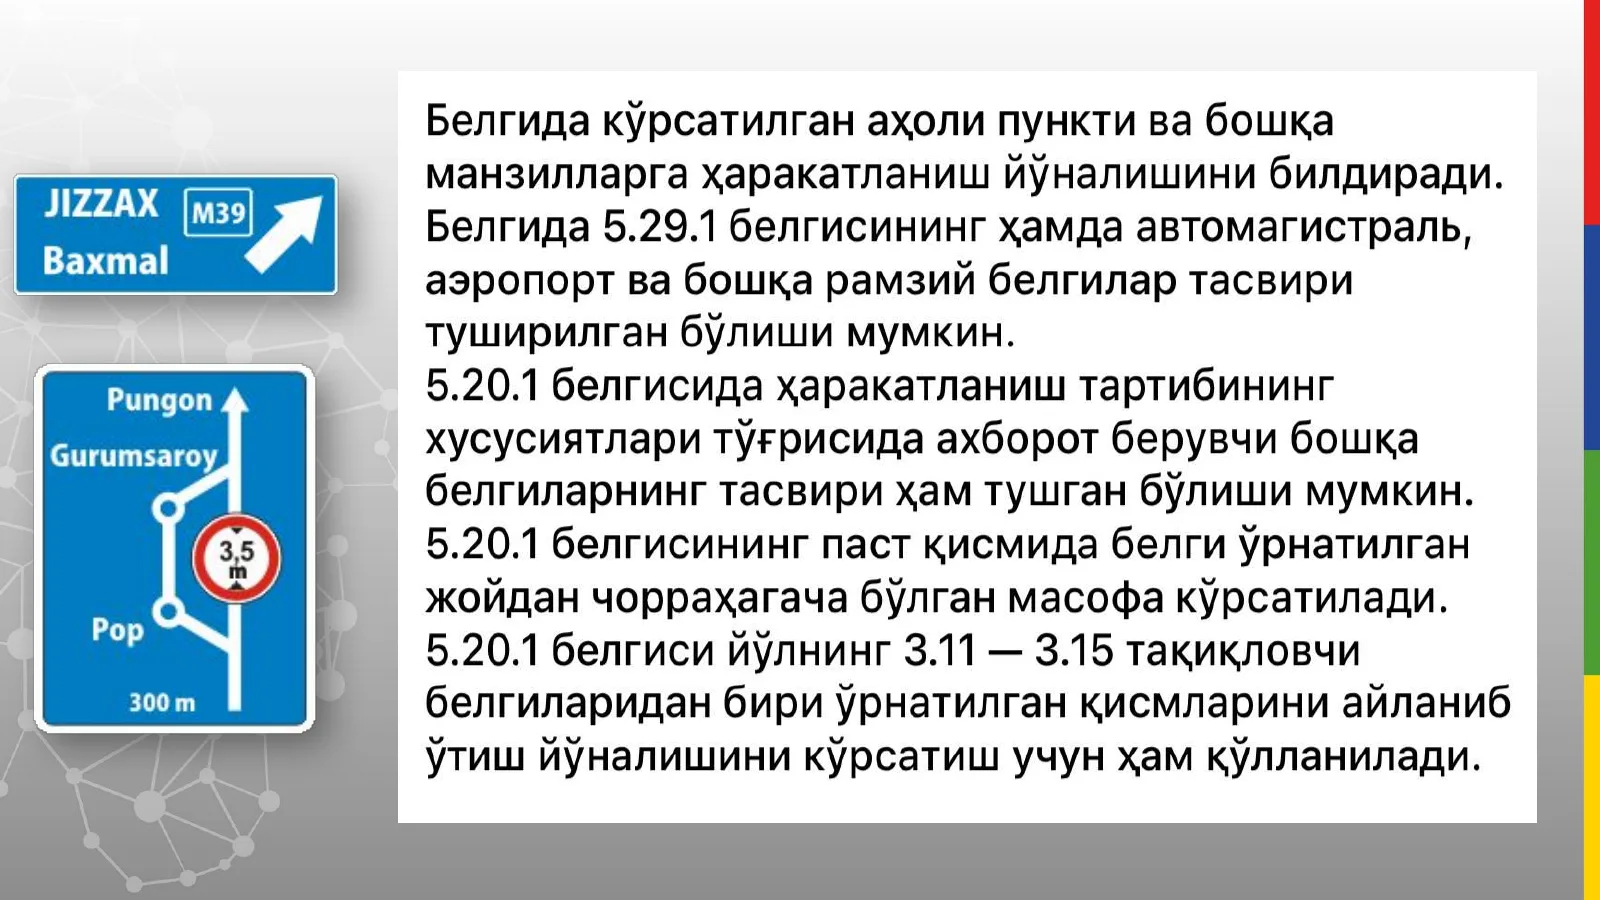 JIZZAX M39
Baxmal
Pungon
Gurumsaroy
3,5
m
Pop
300 m
Белгида кўрсатилган аҳоли пункти ва бошқа
манзилларга ҳаракатланиш йўналишини билдиради.
Белгида 5.29.1 белгисининг ҳамда автомагистраль,
аэропорт ва бошқа рамзий белгилар тасвири
туширилган бўлиши мумкин.
5.20.1 белгисида ҳаракатланиш тартибининг
хусусиятлари тўғрисида ахборот берувчи бошқа
белгиларнинг тасвири ҳам тушган бўлиши мумкин.
5.20.1 белгисининг паст қисмида белги ўрнатилган
жойдан чорраҳагача бўлган масофа кўрсатилади.
5.20.1 белгиси йўлнинг 3.11 — 3.15 тақиқловчи
белгиларидан бири ўрнатилган қисмларини айланиб
ўтиш йўналишини кўрсатиш учун ҳам қўлланилади.